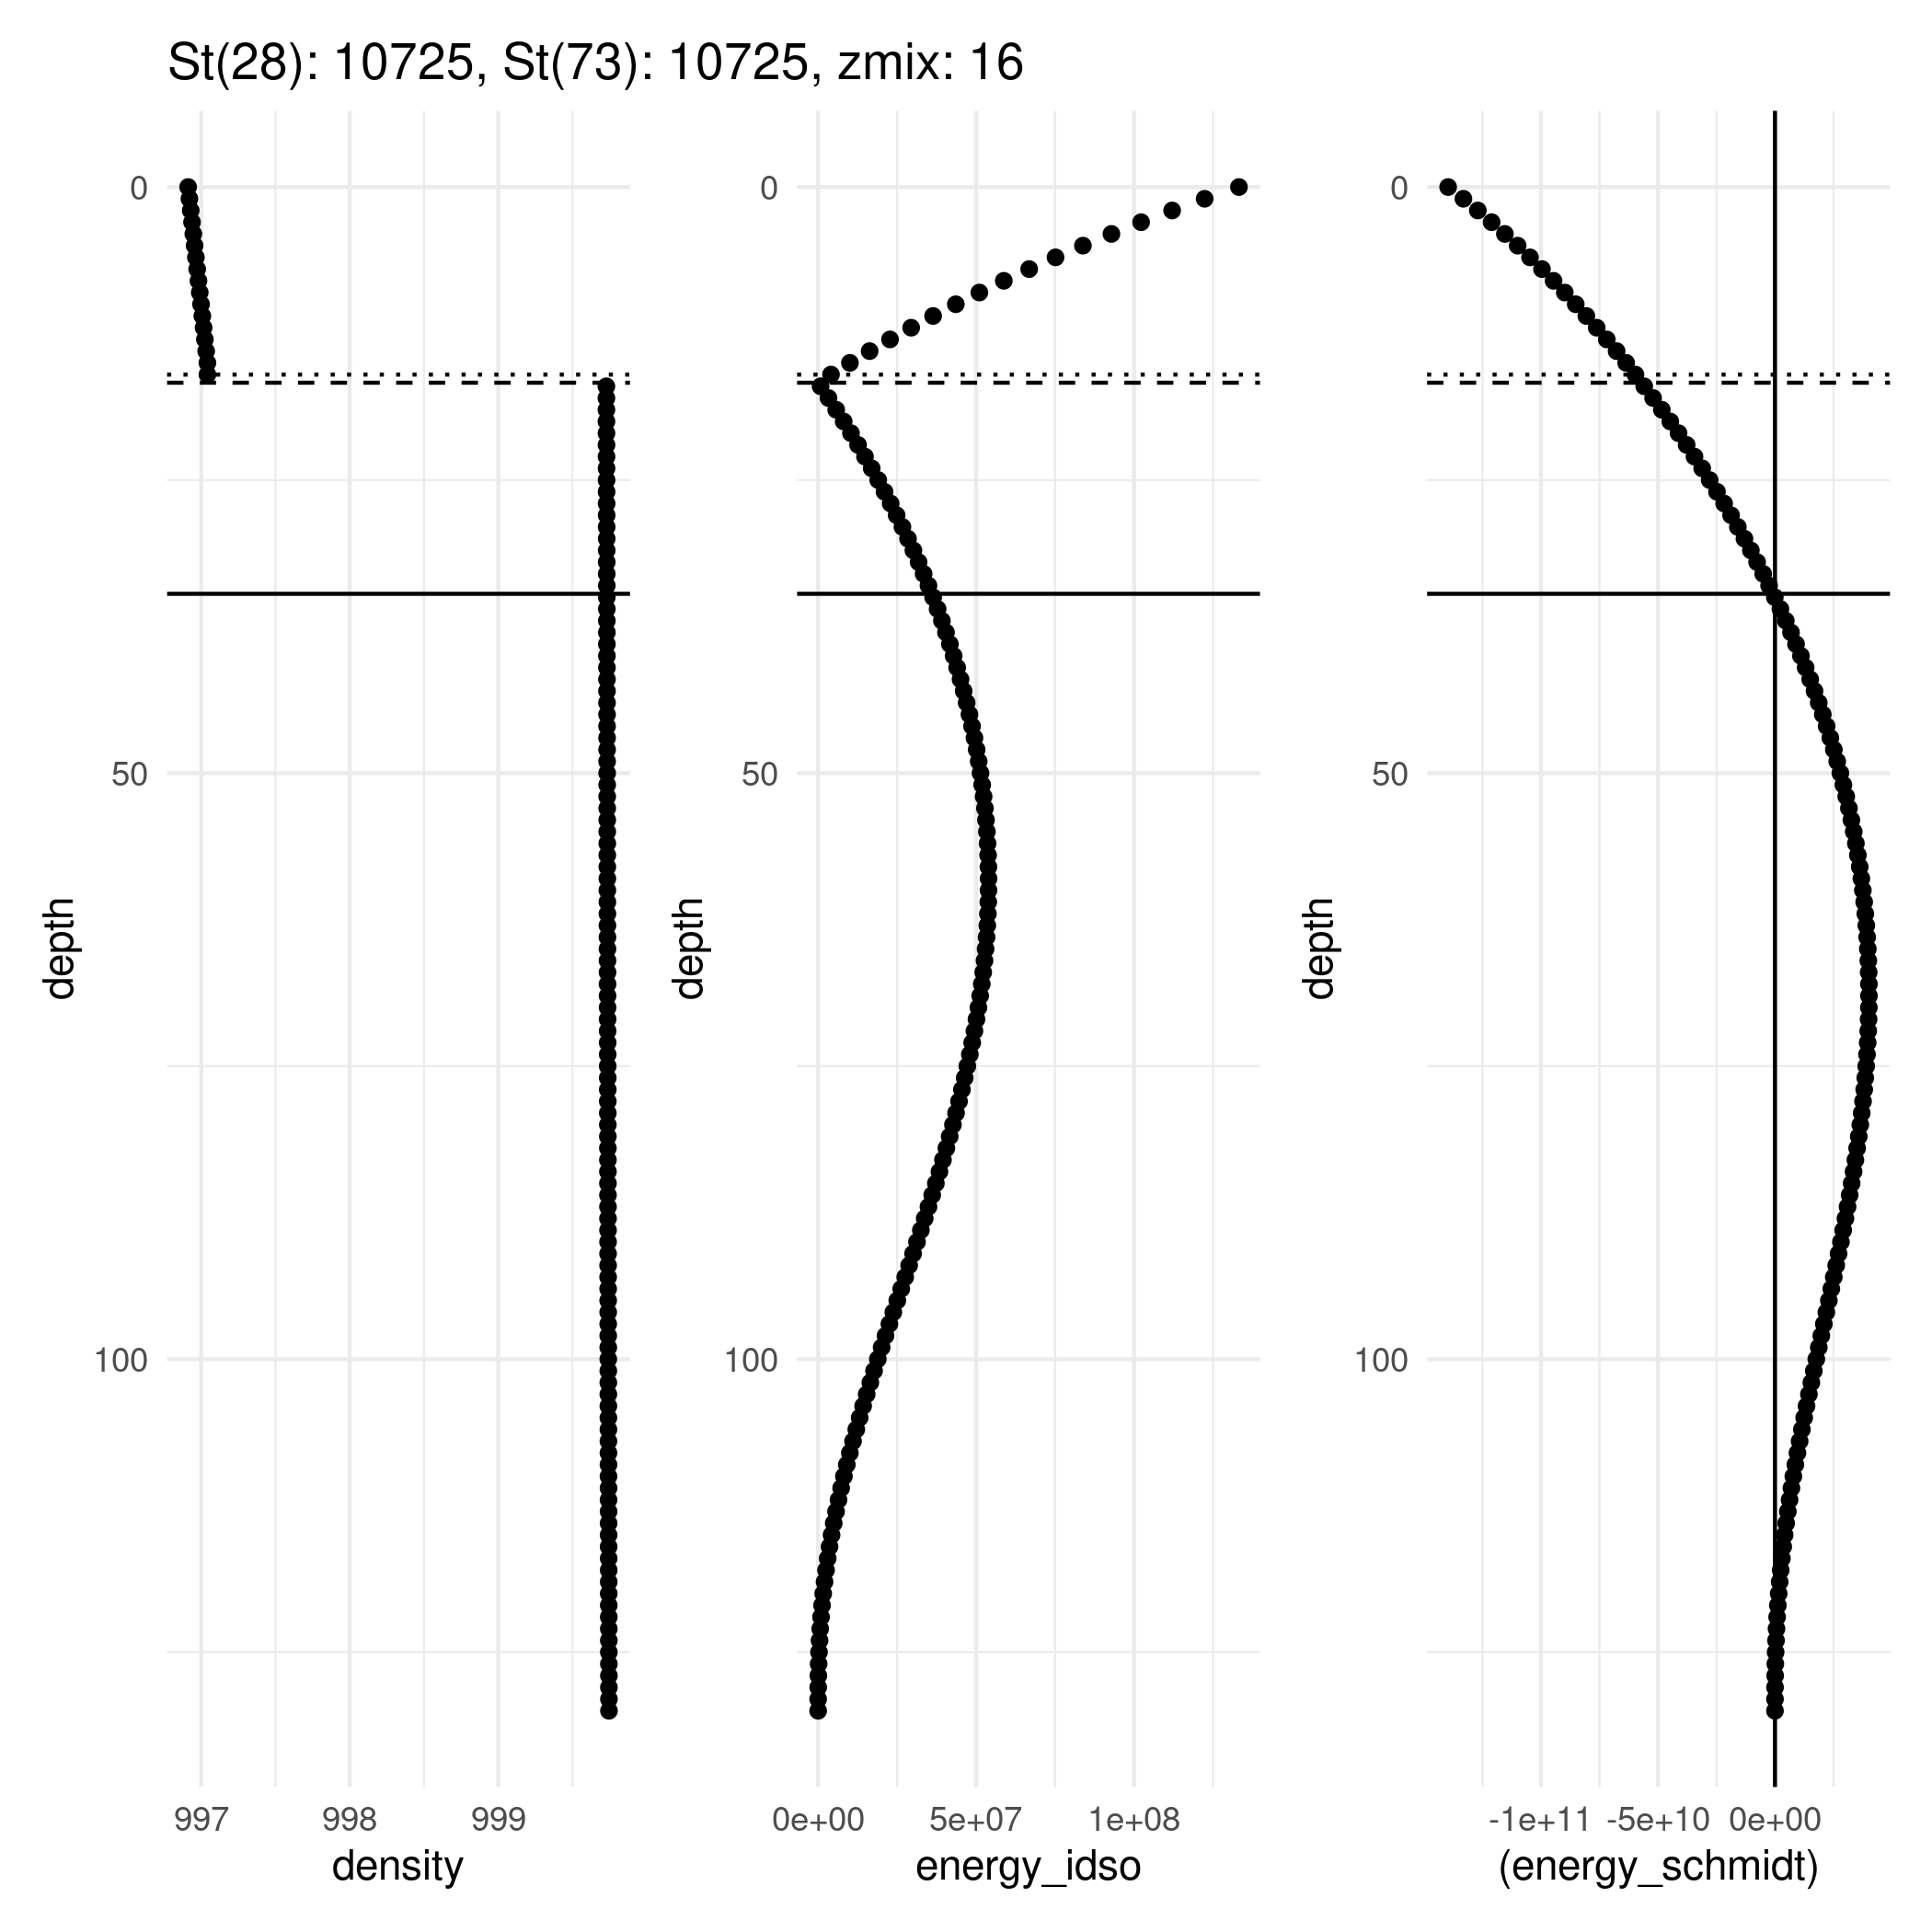 St(28): 10725, St(73): 10725, zmix: 16
0
50
100
depth
997 998 999
density
0
50
100
depth
0e+00 5e+07 1e+08
energy_idso
0
50
100
depth
-1e+11 -5e+10 0e+00
(energy_schmidt)